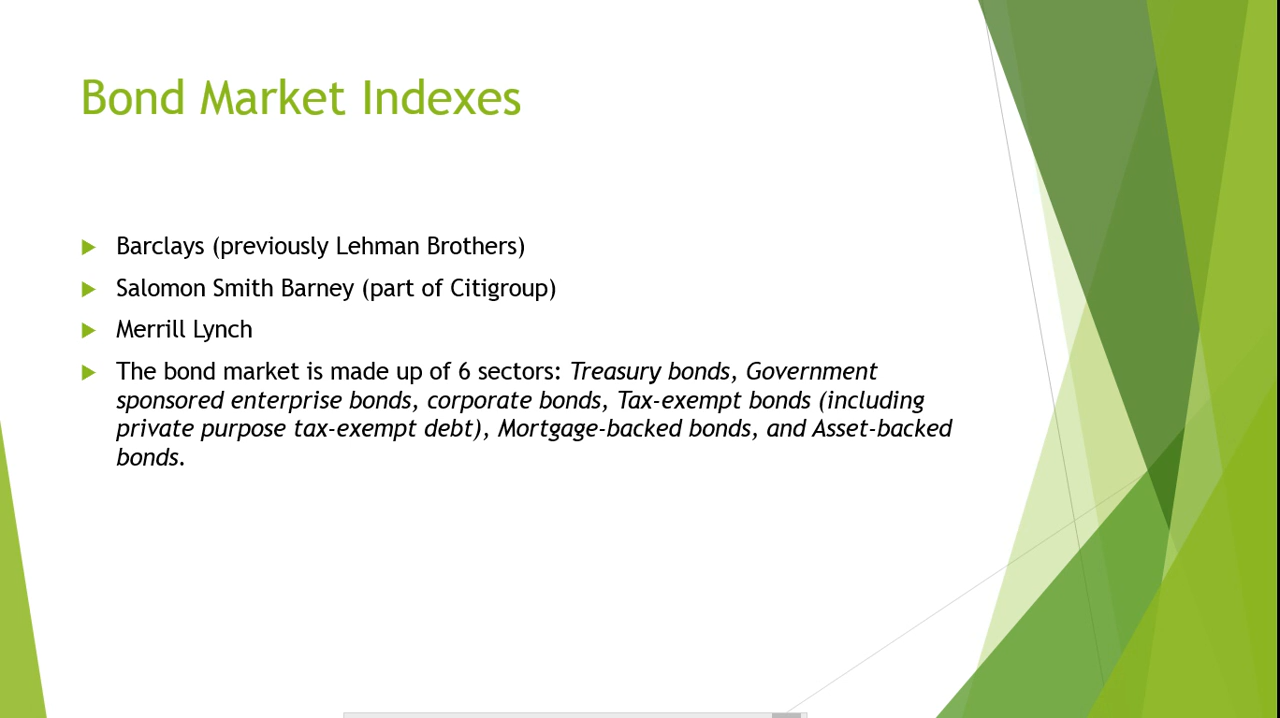 Bond Market Indexes
Barclays (previously Lehman Brothers)
Salomon Smith Barney (part of Citigroup)
Merrill Lynch
The bond market is made up of 6 sectors: Treasury bonds, Government
sponsored enterprise bonds, corporate bonds, Tax-exempt bonds (including
private purpose tax-exempt debt), Mortgage-backed bonds, and Asset-backed
bonds.